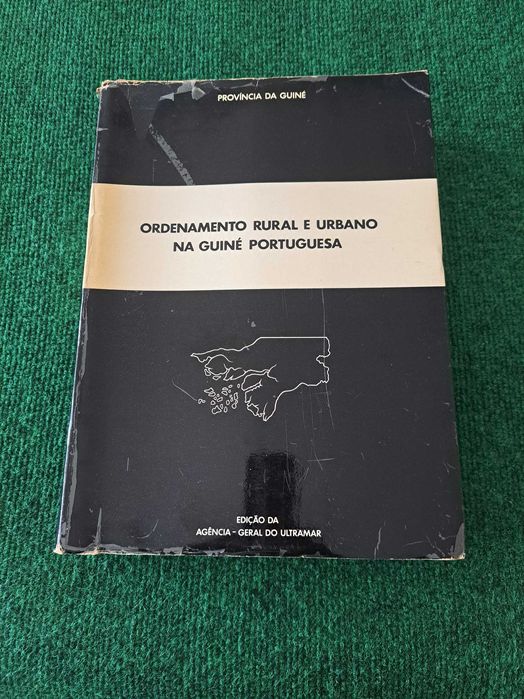 PROVÍNCIA DA GUINÉ
ORDENAMENTO RURAL E URBANO
NA GUINÉ PORTUGUESA
EDIÇÃO DA
AGÊNCIA - GERAL DO ULTRAMAR